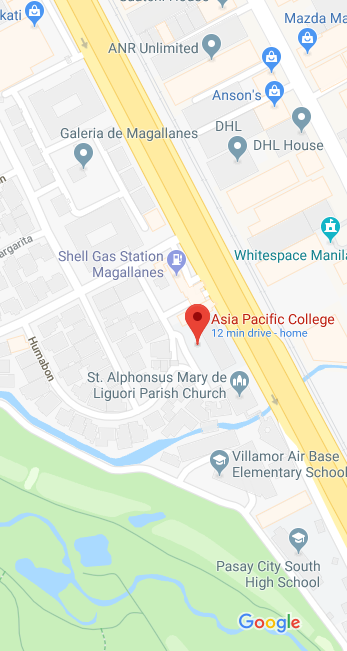 kati
Mazda Ma
ANR Unlimited
Anson's
DHL
DHL House
Galeria de Magallanes
argarita
Whitespace Manila
Shell Gas Station
Magallanes
Asia Pacific College
12 min drive - home
Humabon
St. Alphonsus Mary de
Liguori Parish Church
Villamor Air Base
Elementary School
Pasay City South
High School
Google